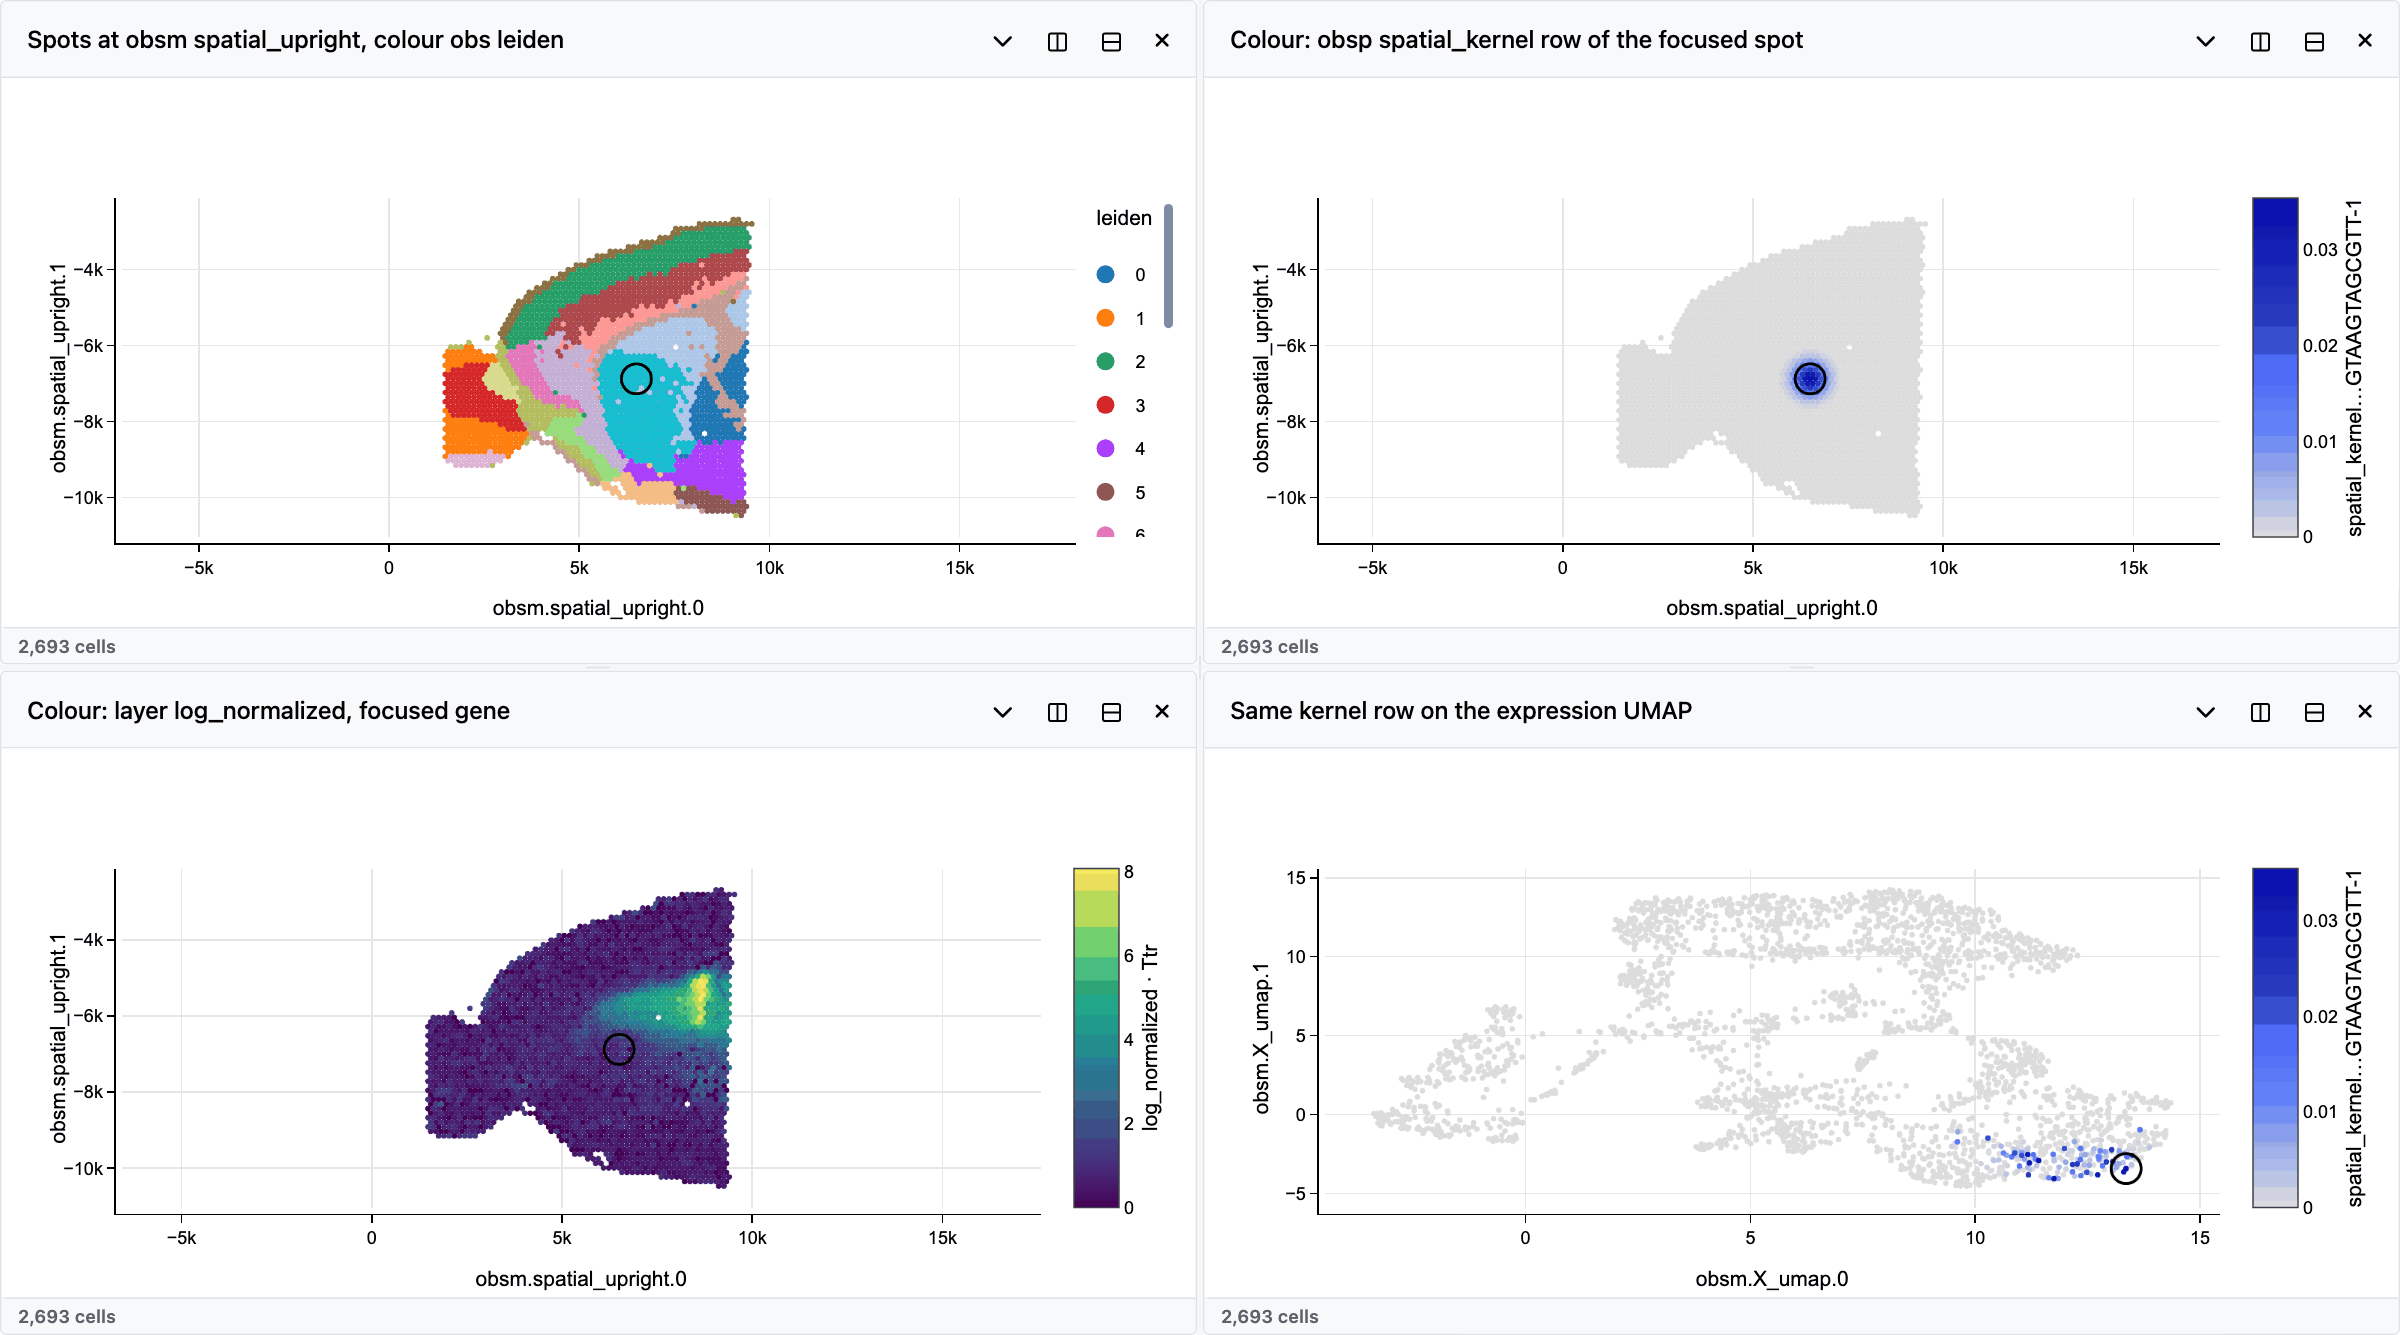 Spots at obsm spatial_upright, colour obs leiden
obsm.spatial_upright.1
−4k
−6k
−8k
−10k
−5k
0
5k
10k
15k
obsm.spatial_upright.0
leiden
0
1
2
3
4
5
6
2,693 cells
Colour: obsp spatial_kernel row of the focused spot
obsm.spatial_upright.1
−4k
−6k
−8k
−10k
−5k
0
5k
10k
15k
obsm.spatial_upright.0
0.03
0.02
0.01
0
spatial_kernel…GTAAGTAGCGTT-1
2,693 cells
Colour: layer log_normalized, focused gene
obsm.spatial_upright.1
−4k
−6k
−8k
−10k
−5k
0
5k
10k
15k
obsm.spatial_upright.0
8
6
4
2
0
log_normalized · Ttr
2,693 cells
Same kernel row on the expression UMAP
obsm.X_umap.1
15
10
5
0
−5
0
5
10
15
obsm.X_umap.0
0.03
0.02
0.01
0
spatial_kernel…GTAAGTAGCGTT-1
2,693 cells